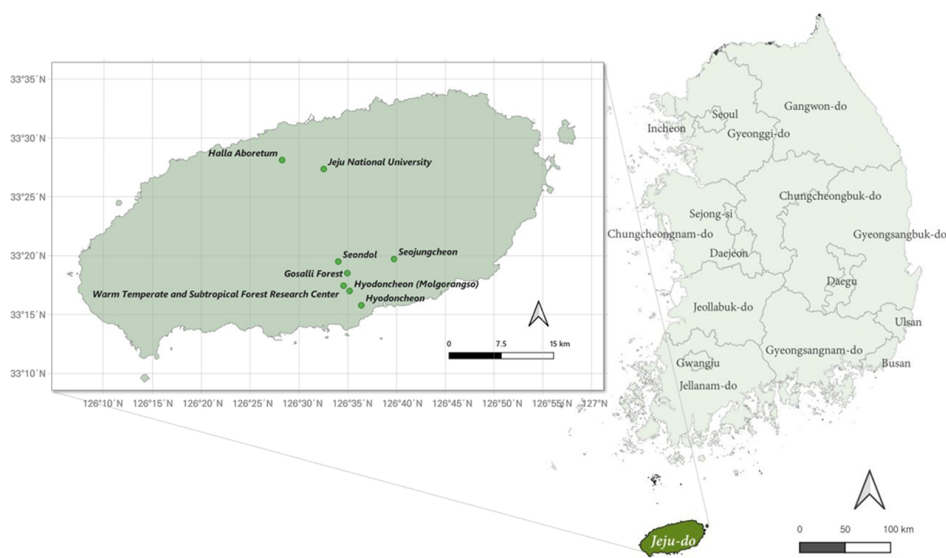 33°35′N
33°30′N
33°25′N
33°20′N
33°15′N
33°10′N
126°10′E
126°15′E
126°20′E
126°25′E
126°30′E
126°35′E
126°40′E
126°45′E
126°50′E
126°55′E
127°N
Halla Aboretum
Jeju National University
Seondol
Seojungcheon
Gosalli Forest
Hyodoncheon (Molgorangso)
Warm Temperate and Subtropical Forest Research Center
Hyodoncheon
0 7.5 15 km
Seoul
Gangwon-do
Incheon
Gyeonggi-do
Chungcheongbuk-do
Sejong-si
Chungcheongnam-do
Gyeongsangbuk-do
Daejeon
Daegu
Jeollabuk-do
Ulsan
Gyeongsangnam-do
Gwangju
Busan
Jellanam-do
Jeju-do
0 50 100 km